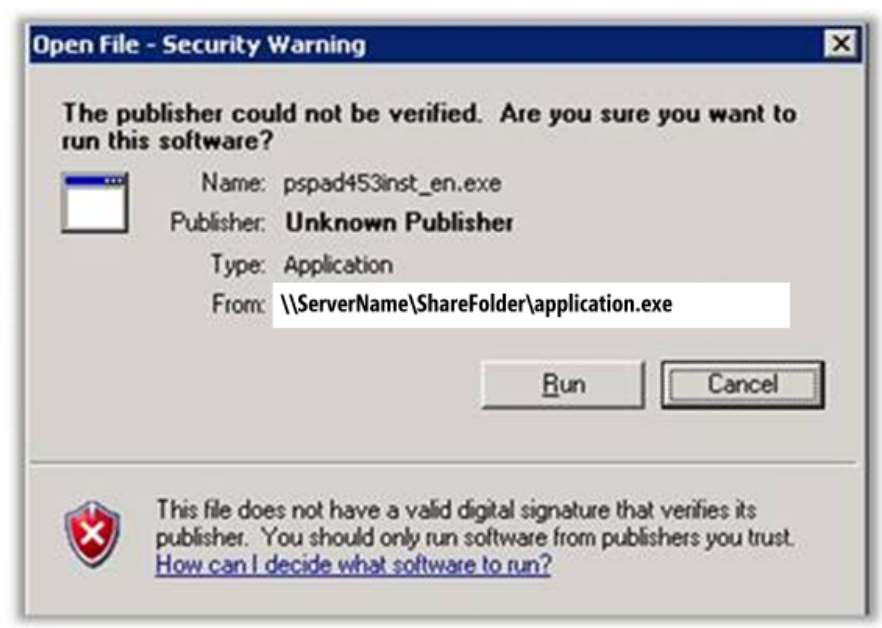 Open File - Security Warning
The publisher could not be verified. Are you sure you want to
run this software?
Name: pspad453inst_en.exe
Publisher: Unknown Publisher
Type: Application
From: \\ServerName\ShareFolder\application.exe
Run Cancel
This file does not have a valid digital signature that verifies its
publisher. You should only run software from publishers you trust.
How can I decide what software to run?